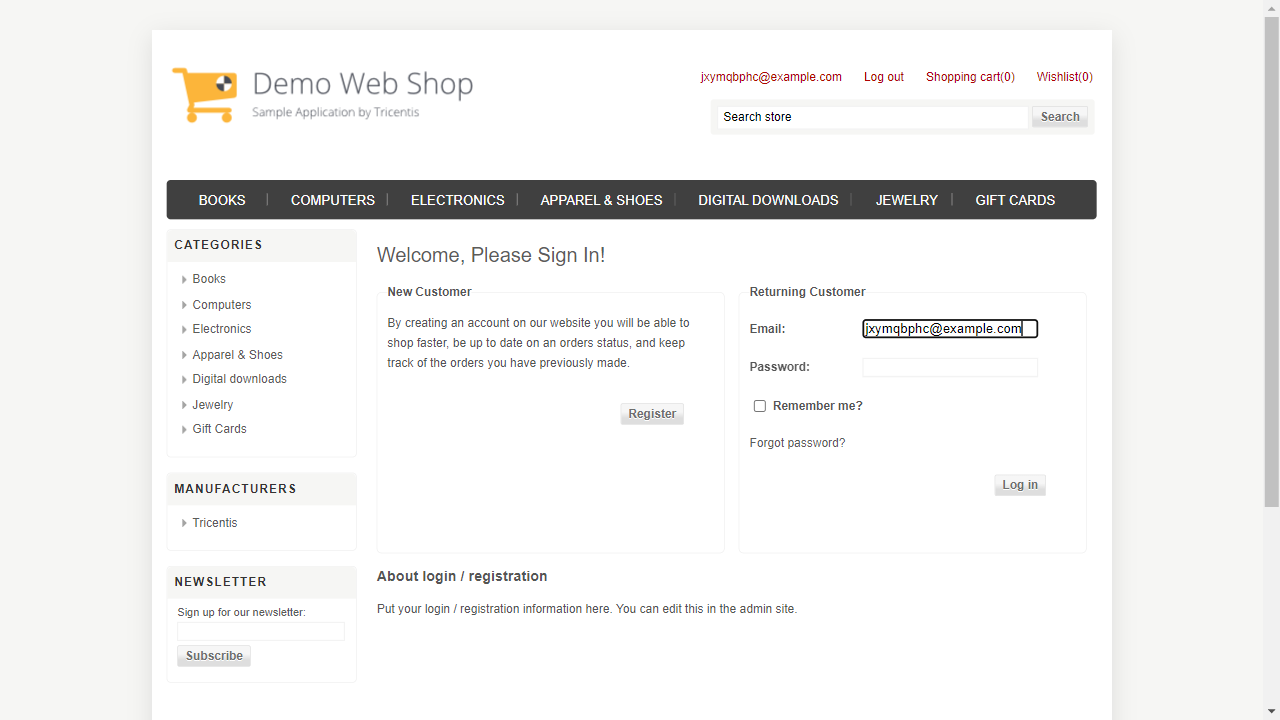 Demo Web Shop
Sample Application by Tricentis
jxymqbphc@example.com Log out Shopping cart(0) Wishlist(0)
Search store Search
BOOKS COMPUTERS ELECTRONICS APPAREL & SHOES DIGITAL DOWNLOADS JEWELRY GIFT CARDS
CATEGORIES
Books
Computers
Electronics
Apparel & Shoes
Digital downloads
Jewelry
Gift Cards
MANUFACTURERS
Tricentis
NEWSLETTER
Sign up for our newsletter:
Subscribe
Welcome, Please Sign In!
New Customer
By creating an account on our website you will be able to
shop faster, be up to date on an orders status, and keep
track of the orders you have previously made.
Register
Returning Customer
Email: jxymqbphc@example.com
Password:
Remember me?
Forgot password?
Log in
About login / registration
Put your login / registration information here. You can edit this in the admin site.